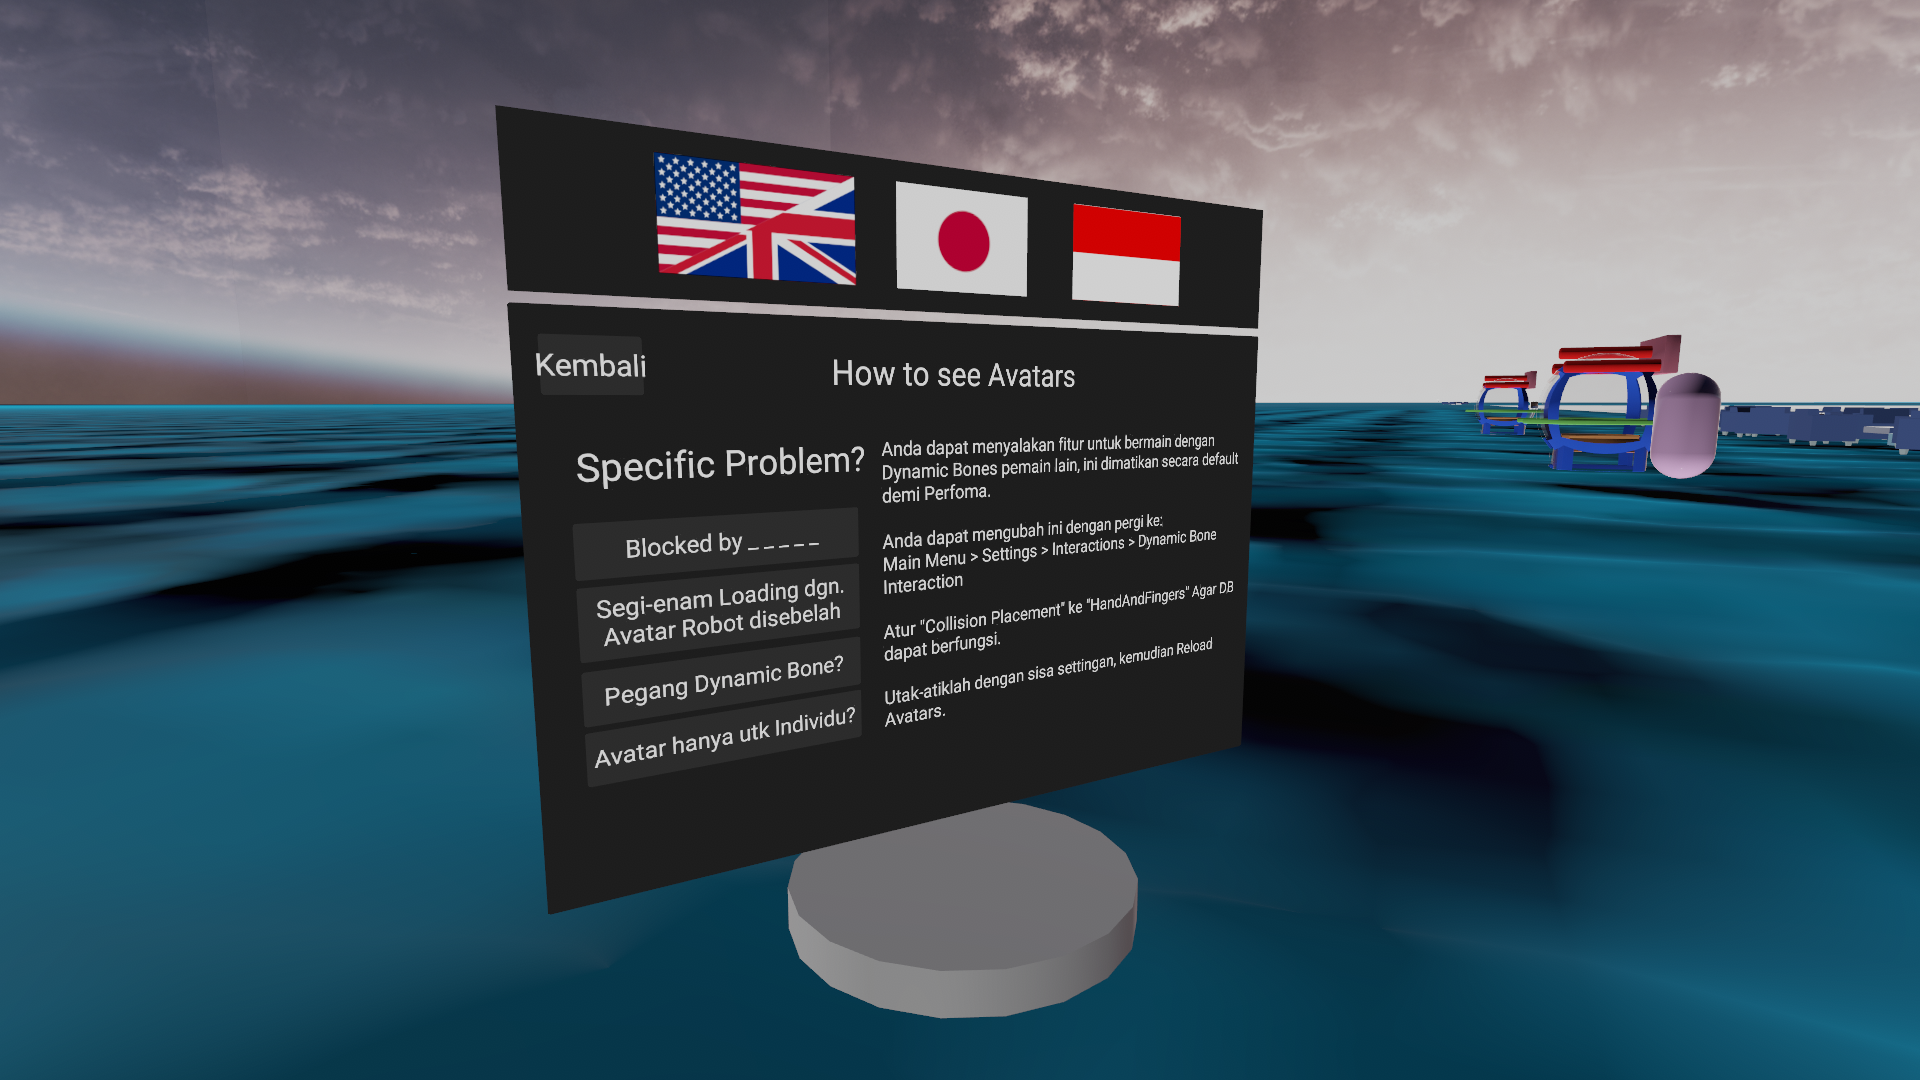 Kembali
How to see Avatars
Specific Problem?
Blocked by _ _ _ _ _
Segi-enam Loading dgn.
Avatar Robot disebelah
Pegang Dynamic Bone?
Avatar hanya utk Individu?
Anda dapat menyalakan fitur untuk bermain dengan
Dynamic Bones pemain lain, ini dimatikan secara default
demi Perfoma.
Anda dapat mengubah ini dengan pergi ke:
Main Menu > Settings > Interactions > Dynamic Bone
Interaction
Atur "Collision Placement" ke "HandAndFingers" Agar DB
dapat berfungsi.
Utak-atiklah dengan sisa settingan, kemudian Reload
Avatars.